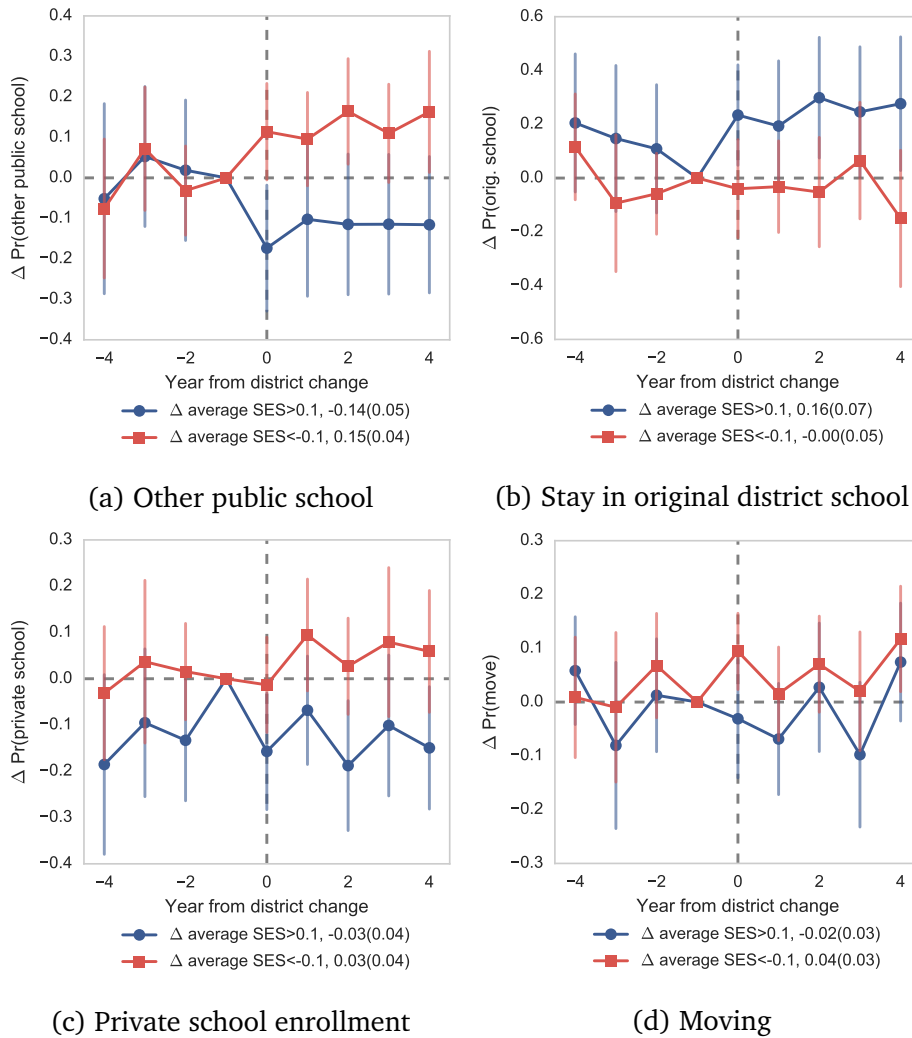 0.4
0.3
0.2
0.1
0.0
−0.1
−0.2
−0.3
−0.4
Δ Pr(other public school)
−4 −2 0 2 4
Year from district change
Δ average SES>0.1, -0.14(0.05)
Δ average SES<-0.1, 0.15(0.04)
(a) Other public school
0.6
0.4
0.2
0.0
−0.2
−0.4
−0.6
Δ Pr(orig. school)
−4 −2 0 2 4
Year from district change
Δ average SES>0.1, 0.16(0.07)
Δ average SES<-0.1, -0.00(0.05)
(b) Stay in original district school
0.3
0.2
0.1
0.0
−0.1
−0.2
−0.3
−0.4
Δ Pr(private school)
−4 −2 0 2 4
Year from district change
Δ average SES>0.1, -0.03(0.04)
Δ average SES<-0.1, 0.03(0.04)
(c) Private school enrollment
0.3
0.2
0.1
0.0
−0.1
−0.2
−0.3
Δ Pr(move)
−4 −2 0 2 4
Year from district change
Δ average SES>0.1, -0.02(0.03)
Δ average SES<-0.1, 0.04(0.03)
(d) Moving